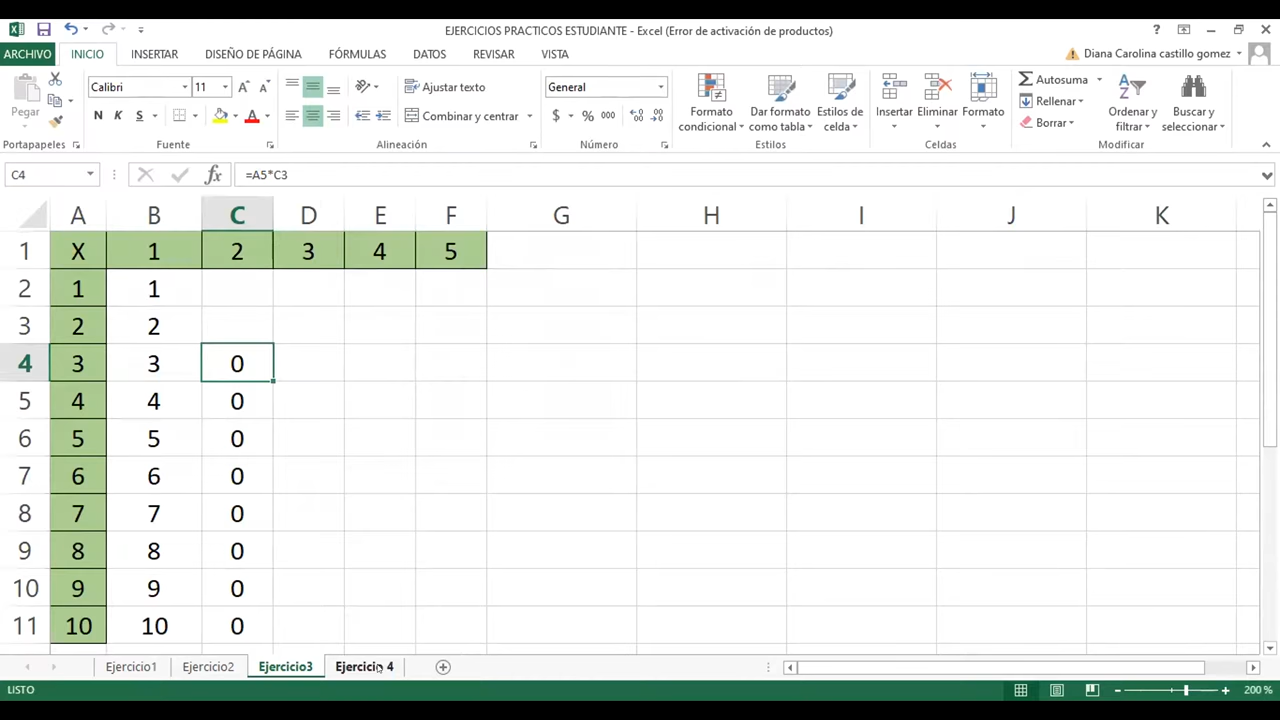 EJERCICIOS PRACTICOS ESTUDIANTE - Excel (Error de activación de productos)
ARCHIVO INICIO INSERTAR DISEÑO DE PÁGINA FÓRMULAS DATOS REVISAR VISTA Diana Carolina castillo gomez
Pegar
Calibri 11
N K S
Ajustar texto
Combinar y centrar
General
$ % 000
Formato condicional
Dar formato como tabla
Estilos de celda
Insertar
Eliminar
Formato
Autosuma
Rellenar
Borrar
Ordenar y filtrar
Buscar y seleccionar
Portapapeles Fuente Alineación Número Estilos Celdas Modificar
C4 fx =A5*C3
A B C D E F G H I J K
1 X 1 2 3 4 5
2 1 1
3 2 2
4 3 3 0
5 4 4 0
6 5 5 0
7 6 6 0
8 7 7 0
9 8 8 0
10 9 9 0
11 10 10 0
Ejercicio1 Ejercicio2 Ejercicio3 Ejercicio 4
LISTO 200 %